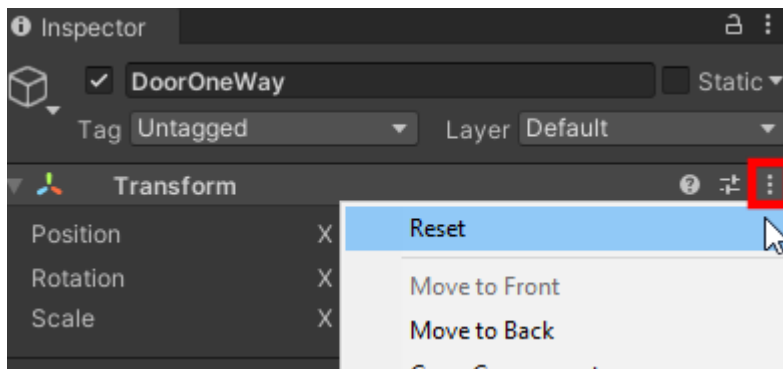 Inspector
DoorOneWay Static
Tag Untagged Layer Default
Transform
Position X
Rotation X
Scale X
Reset
Move to Front
Move to Back